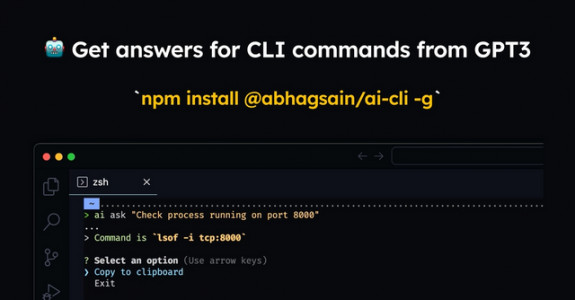 🤖 Get answers for CLI commands from GPT3
`npm install @abhagsain/ai-cli -g`
zsh
~
> ai ask "Check process running on port 8000"
...
> Command is `lsof -i tcp:8000`
? Select an option (Use arrow keys)
❯ Copy to clipboard
Exit